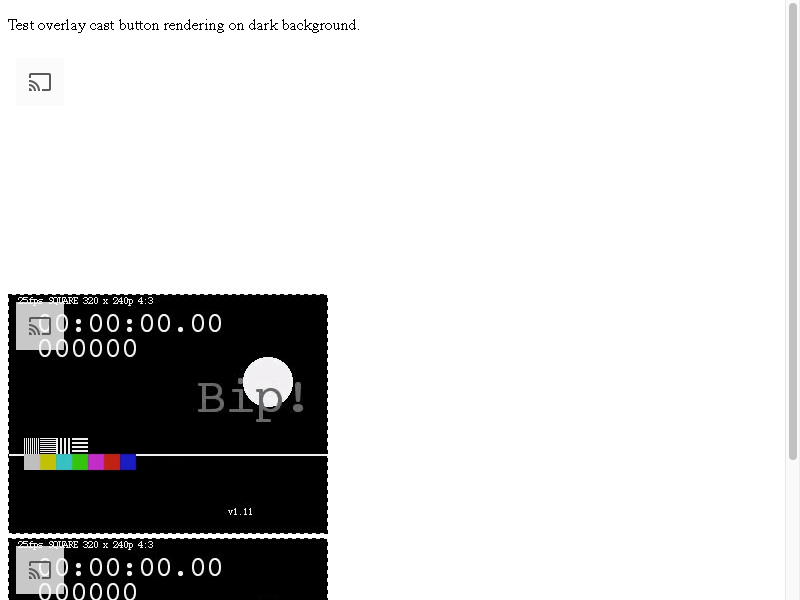 Test overlay cast button rendering on dark background.
25fps SQUARE 320 x 240p 4:3
00:00:00.00
000000
Bip!
v1.11
25fps SQUARE 320 x 240p 4:3
00:00:00.00
000000